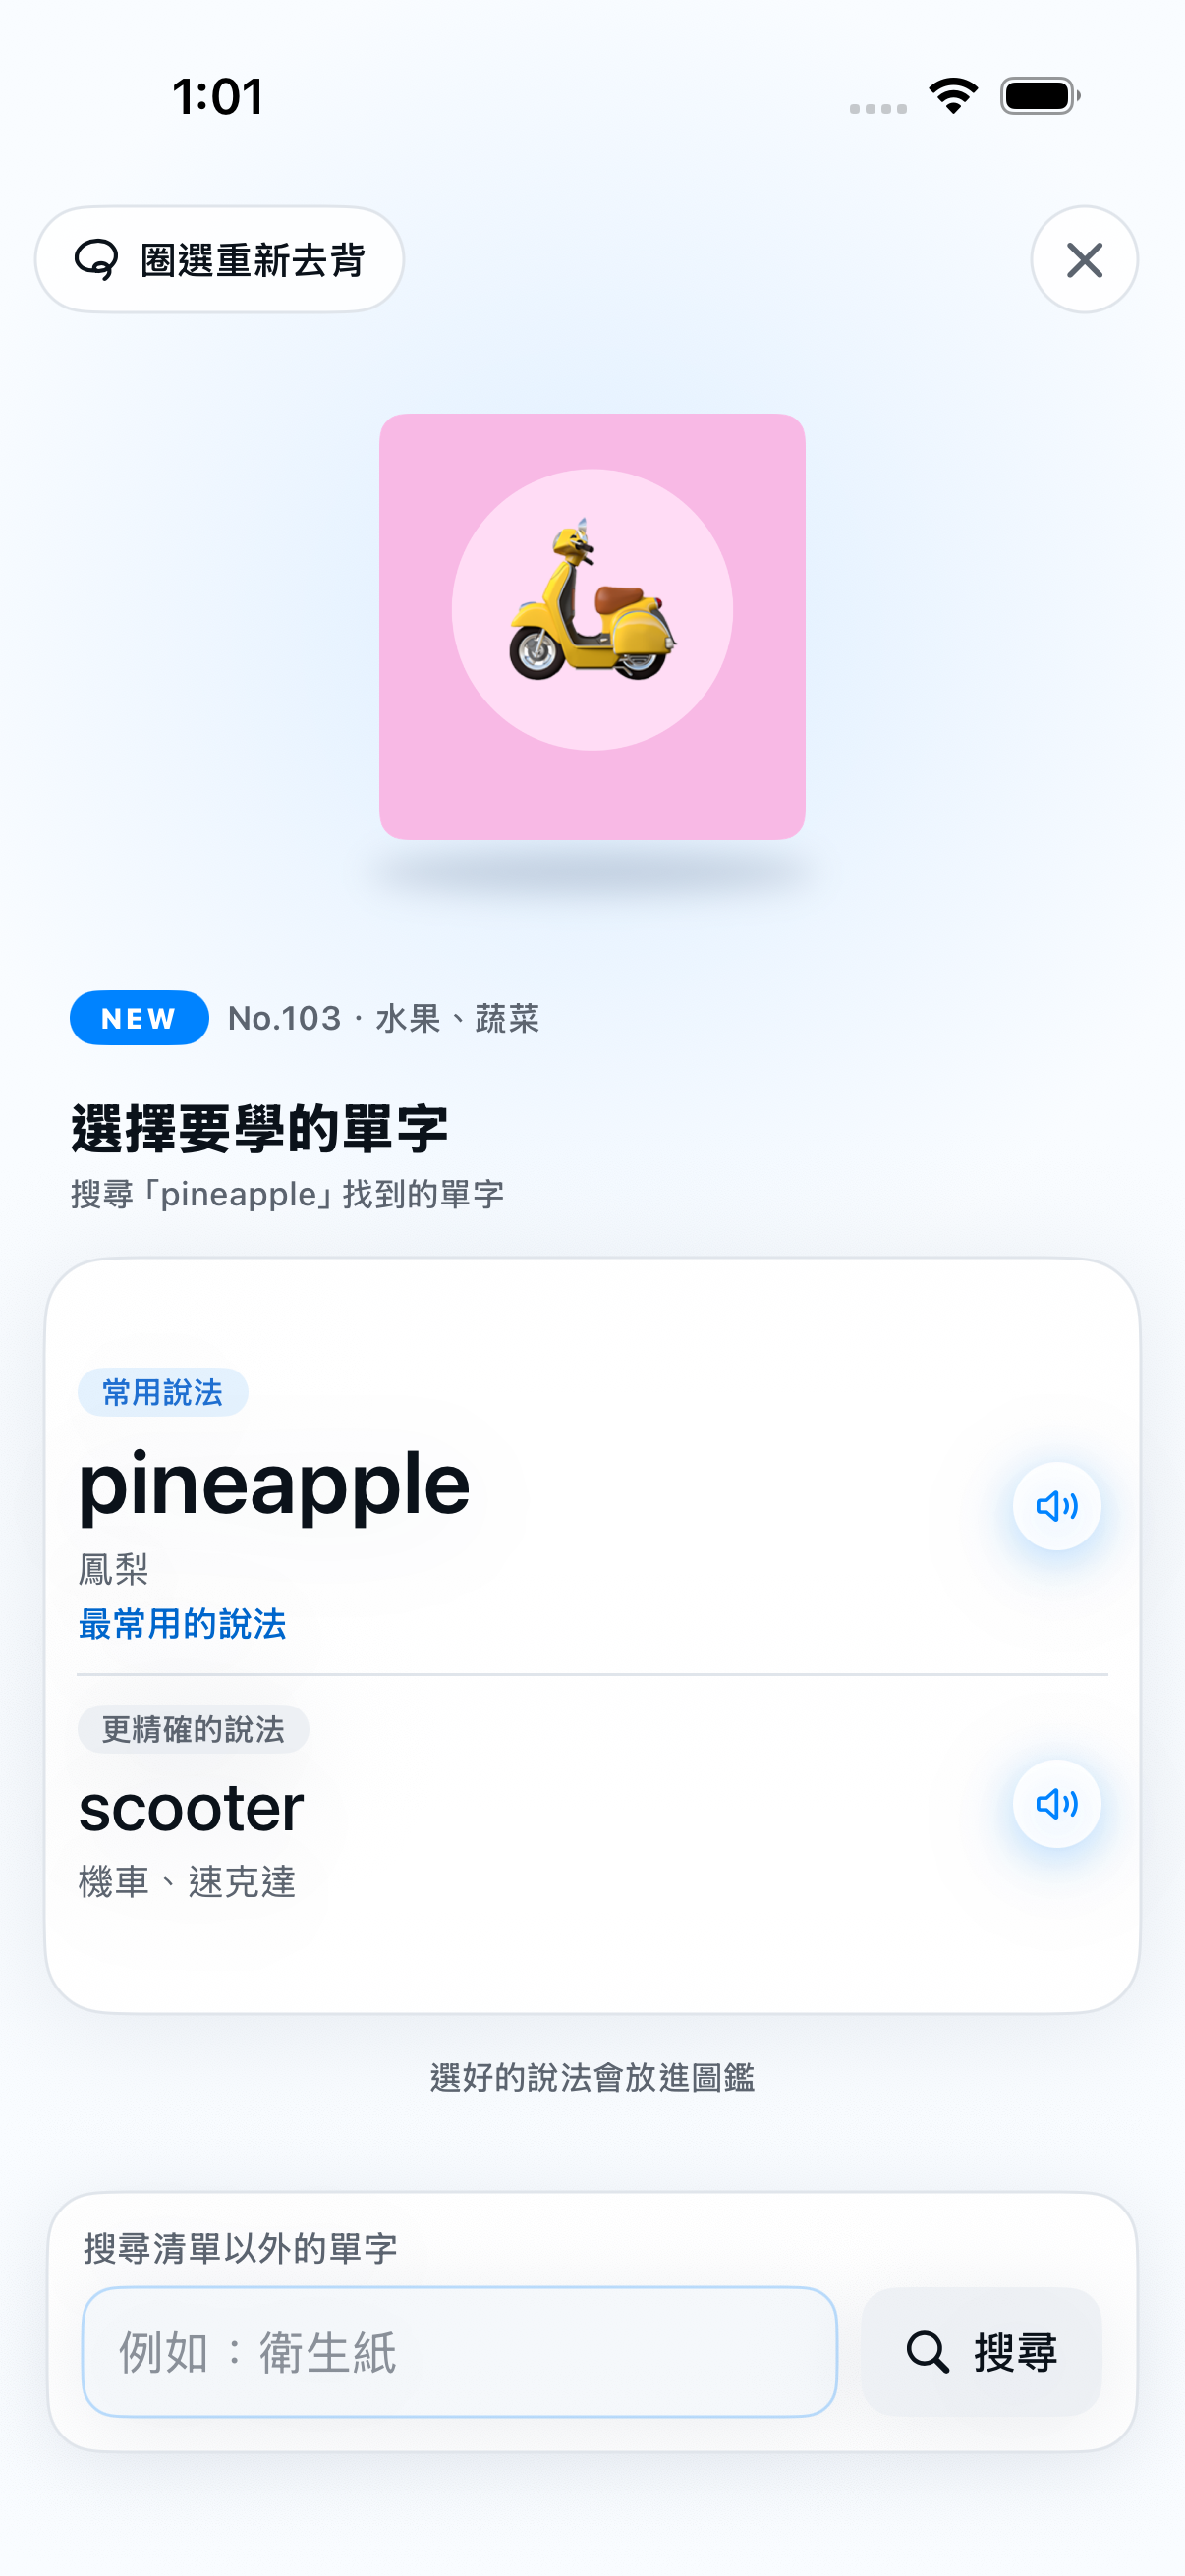 1:01
圈選重新去背
NEW No.103 · 水果、蔬菜
選擇要學的單字
搜尋「pineapple」找到的單字
常用說法
pineapple
鳳梨
最常用的說法
更精確的說法
scooter
機車、速克達
選好的說法會放進圖鑑
搜尋清單以外的單字
例如：衛生紙
搜尋